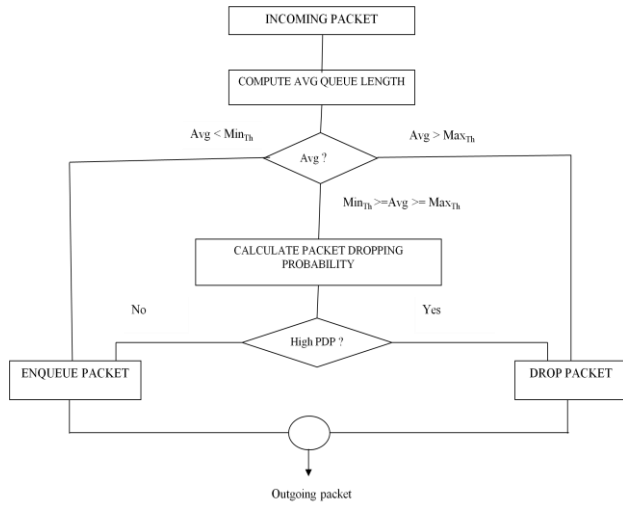 INCOMING PACKET
COMPUTE AVG QUEUE LENGTH
Avg < MinTh
Avg > MaxTh
Avg ?
MinTh >=Avg >= MaxTh
CALCULATE PACKET DROPPING
PROBABILITY
No
Yes
High PDP ?
ENQUEUE PACKET
DROP PACKET
Outgoing packet